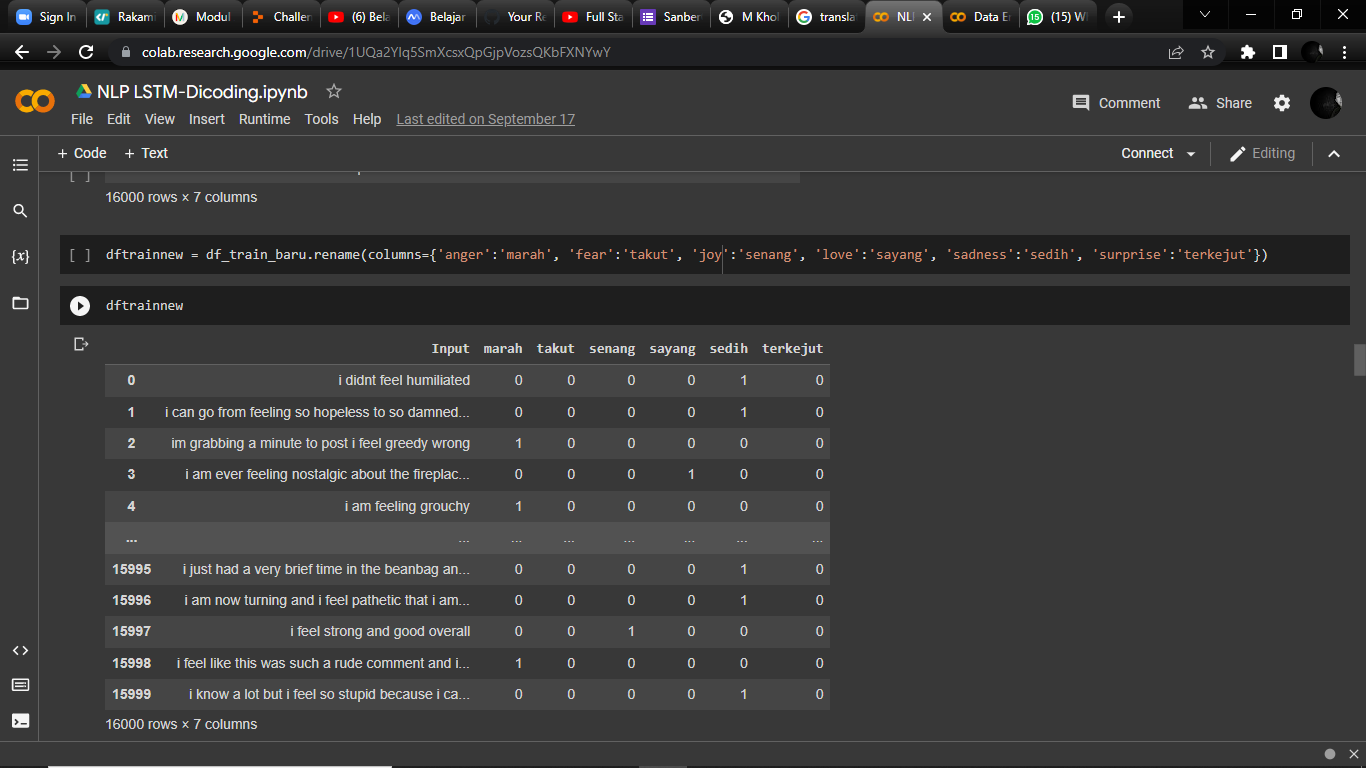 Sign In Rakam Modul Challer (6) Bela Belajar Your Re Full Sta Sanber M Khol transla NL Data E (15) W
colab.research.google.com/drive/1UQa2YIq5SmXcsxQpGjpVozsQKbFXNYwY
NLP LSTM-Dicoding.ipynb
Comment Share
File Edit View Insert Runtime Tools Help Last edited on September 17
+ Code + Text Connect Editing
[ ]
16000 rows × 7 columns
[ ] dftrainnew = df_train_baru.rename(columns={'anger':'marah', 'fear':'takut', 'joy':'senang', 'love':'sayang', 'sadness':'sedih', 'surprise':'terkejut'})
dftrainnew
Input marah takut senang sayang sedih terkejut
0 i didnt feel humiliated 0 0 0 0 1 0
1 i can go from feeling so hopeless to so damned... 0 0 0 0 1 0
2 im grabbing a minute to post i feel greedy wrong 1 0 0 0 0 0
3 i am ever feeling nostalgic about the fireplac... 0 0 0 1 0 0
4 i am feeling grouchy 1 0 0 0 0 0
... ... ... ... ... ... ... ...
15995 i just had a very brief time in the beanbag an... 0 0 0 0 1 0
15996 i am now turning and i feel pathetic that i am... 0 0 0 0 1 0
15997 i feel strong and good overall 0 0 1 0 0 0
15998 i feel like this was such a rude comment and i... 1 0 0 0 0 0
15999 i know a lot but i feel so stupid because i ca... 0 0 0 0 1 0
16000 rows × 7 columns